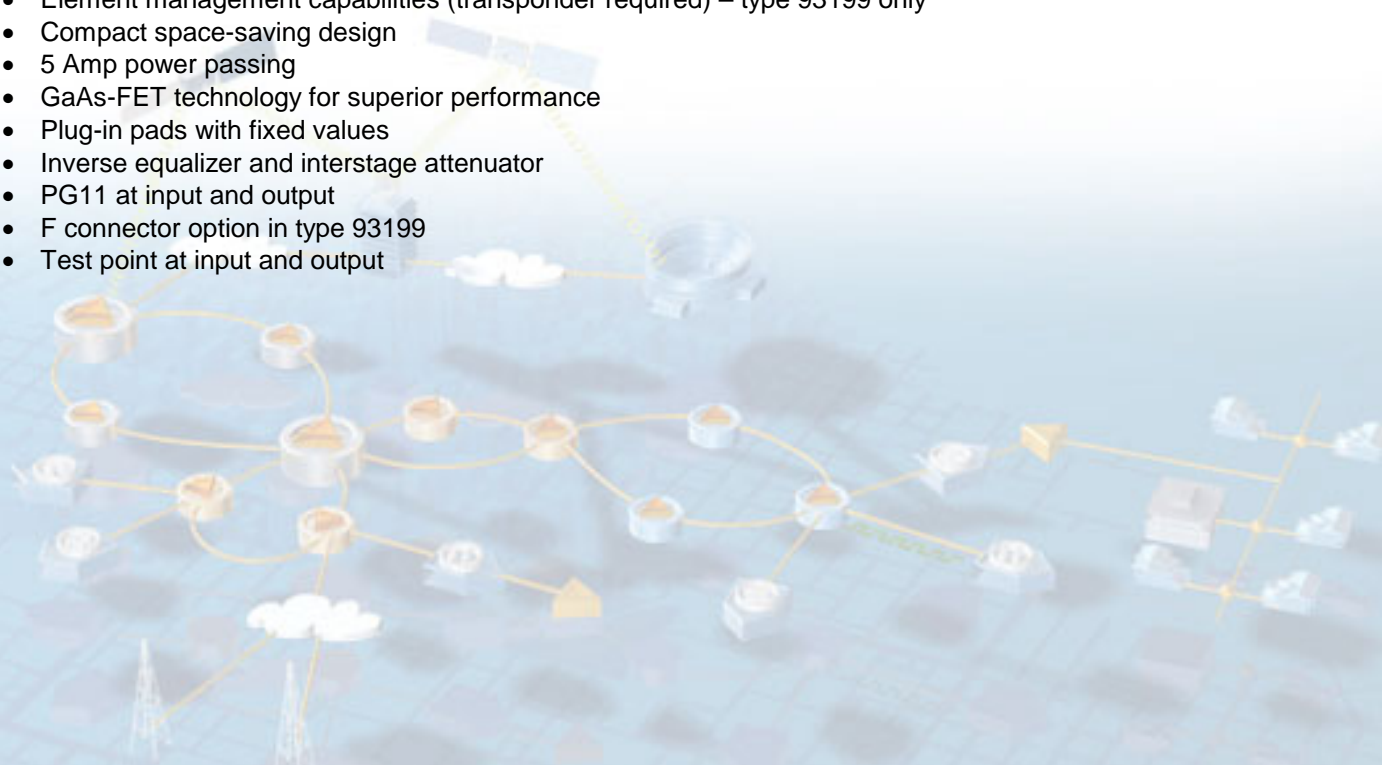 • Element management capabilities (transponder required) – type 93199 only
• Compact space-saving design
• 5 Amp power passing
• GaAs-FET technology for superior performance
• Plug-in pads with fixed values
• Inverse equalizer and interstage attenuator
• PG11 at input and output
• F connector option in type 93199
• Test point at input and output